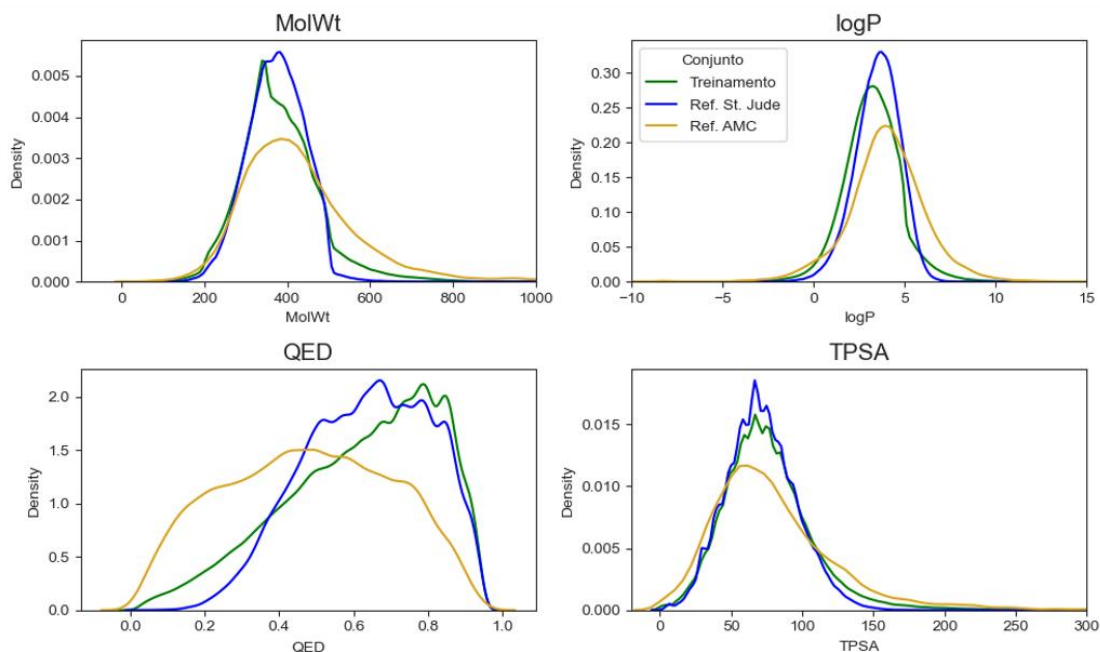 MolWt
Density
0.005
0.004
0.003
0.002
0.001
0.000
0 200 400 600 800 1000
MolWt
logP
Density
0.30
0.25
0.20
0.15
0.10
0.05
0.00
Conjunto
Treinamento
Ref. St. Jude
Ref. AMC
−10 −5 0 5 10 15
logP
QED
Density
2.0
1.5
1.0
0.5
0.0
0.0 0.2 0.4 0.6 0.8 1.0
QED
TPSA
Density
0.015
0.010
0.005
0.000
0 50 100 150 200 250 300
TPSA